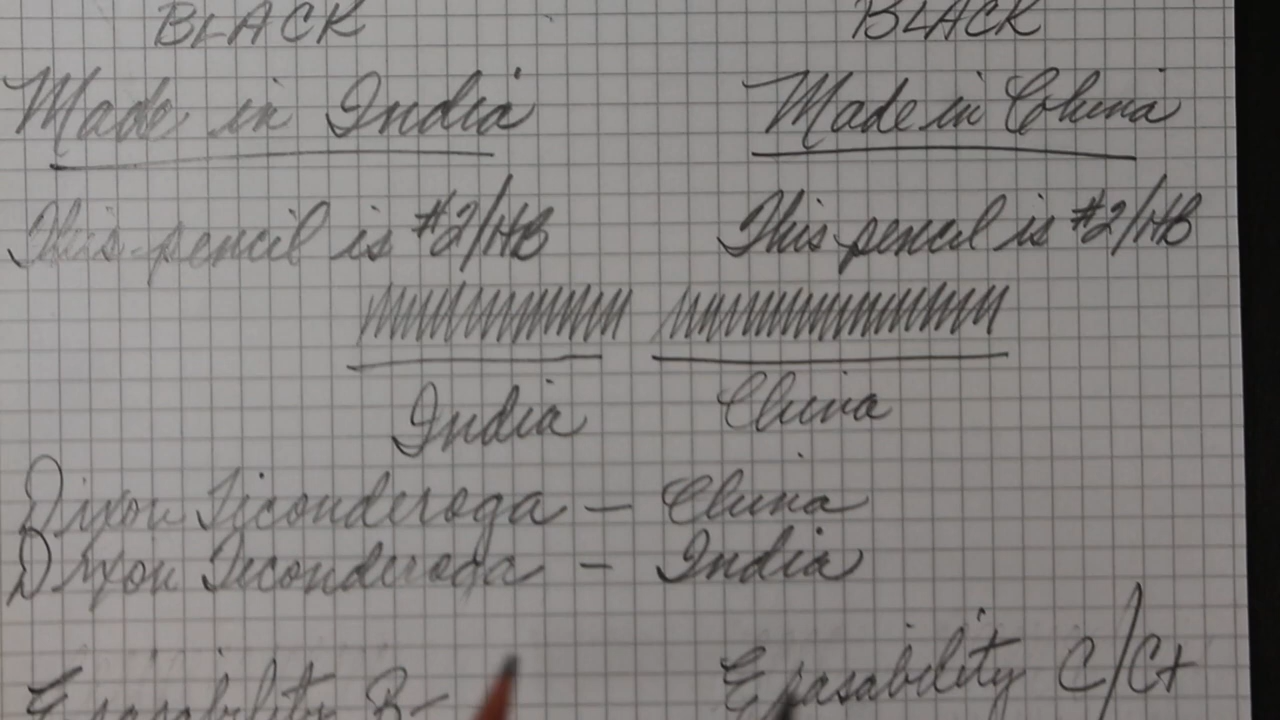 BLACK BLACK
Made in India Made in China
This pencil is #2/HB This pencil is #2/HB
India China
Dixon Ticonderoga - China
Dixon Ticonderoga - India
Erasability B- Erasability C/C+